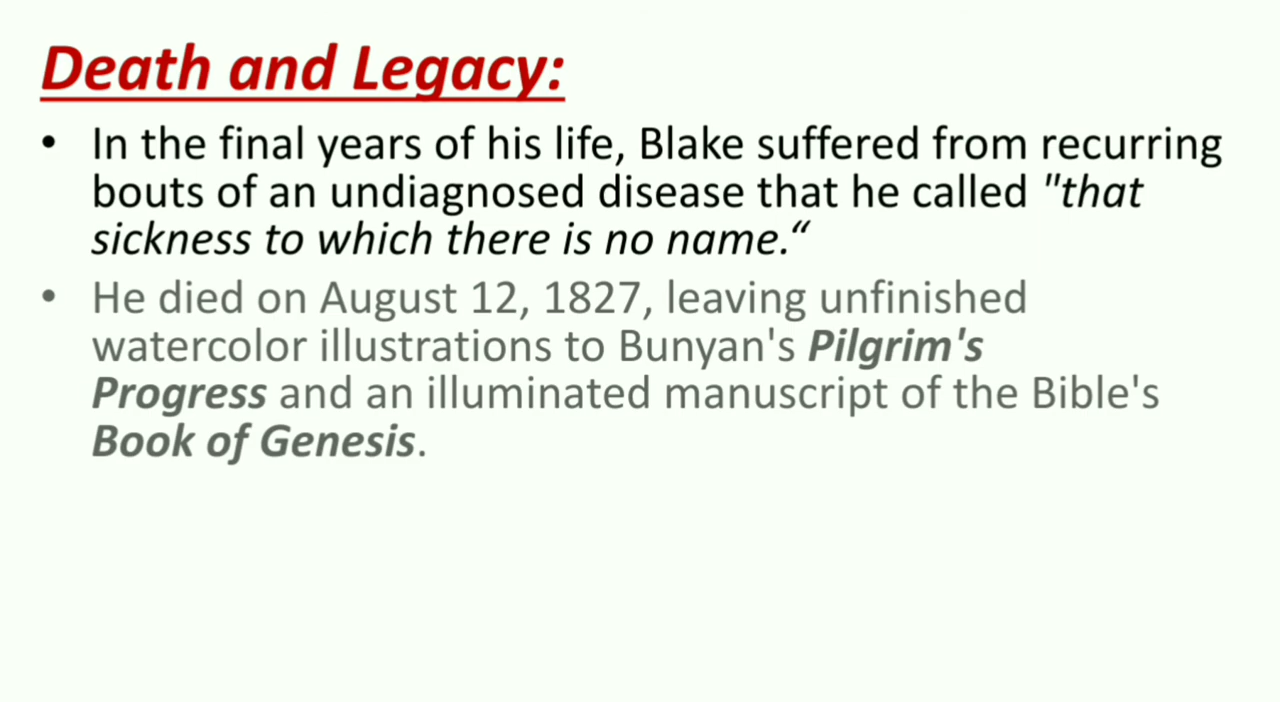 Death and Legacy:
• In the final years of his life, Blake suffered from recurring
bouts of an undiagnosed disease that he called "that
sickness to which there is no name.“
• He died on August 12, 1827, leaving unfinished
watercolor illustrations to Bunyan's Pilgrim's
Progress and an illuminated manuscript of the Bible's
Book of Genesis.